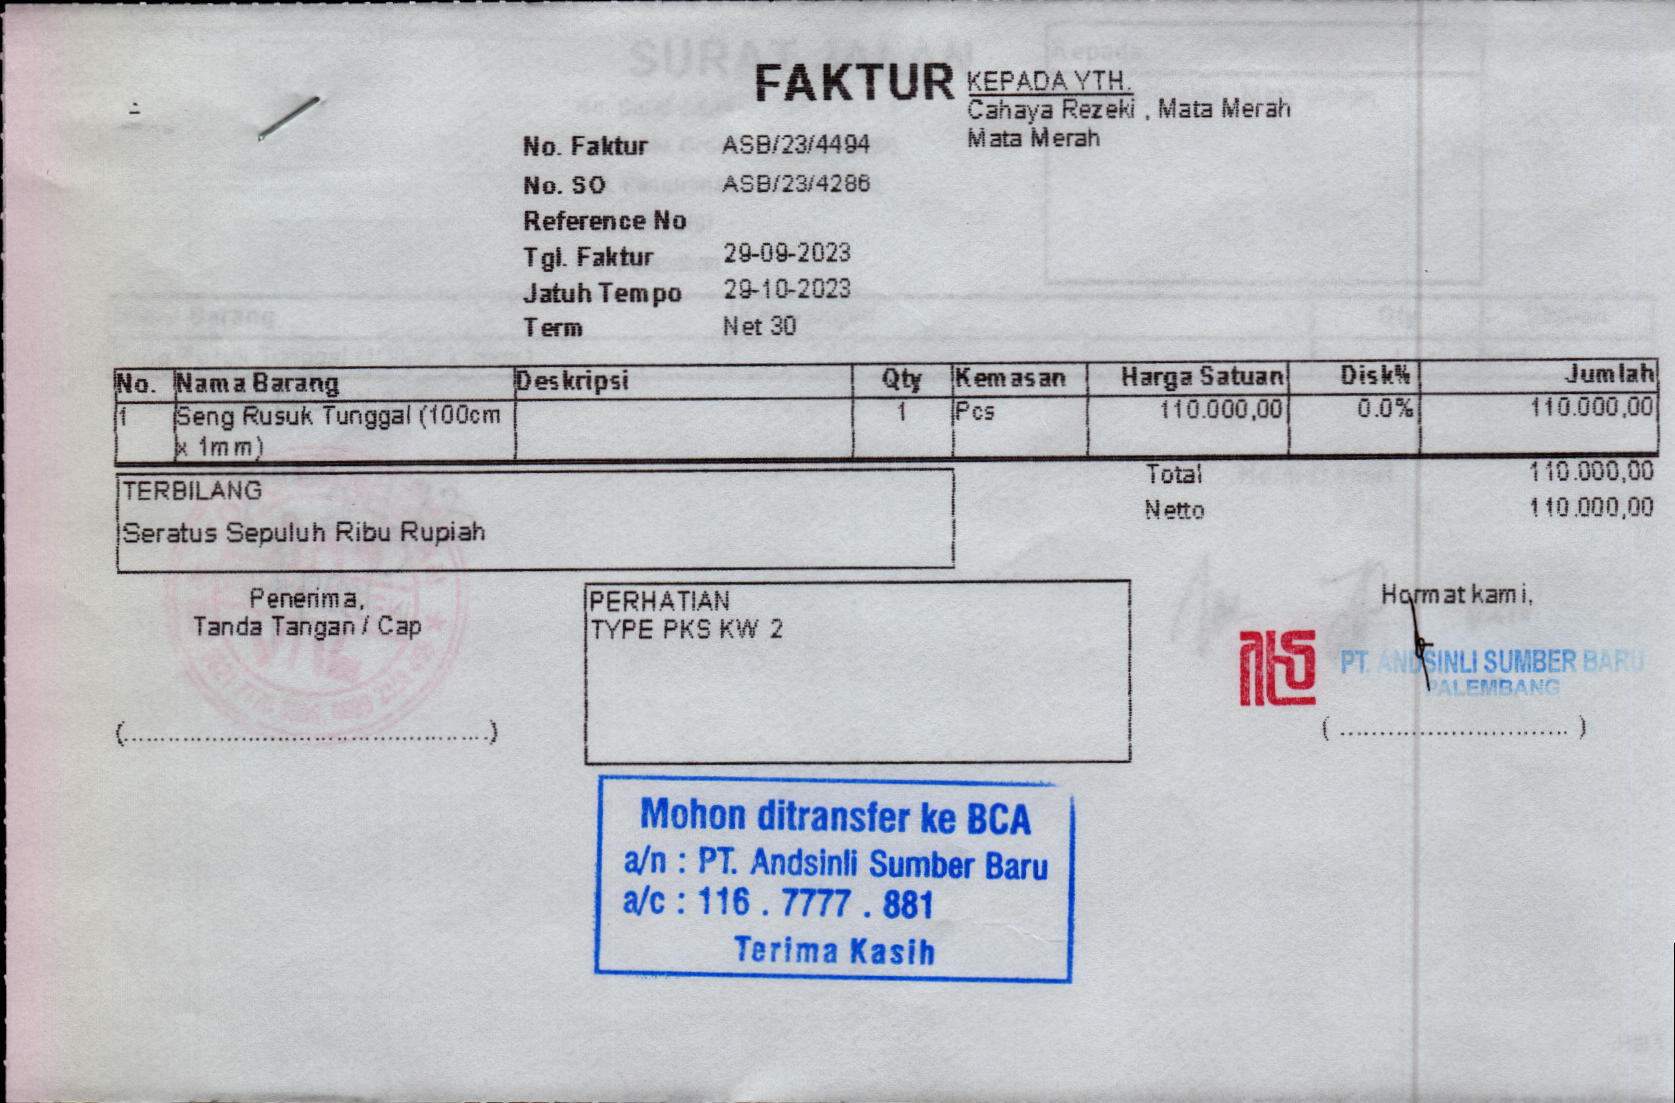 FAKTUR
KEPADA YTH.
Cahaya Rezeki , Mata Merah
Mata Merah
No. Faktur ASB/23/4494
No. SO ASB/23/4286
Reference No
Tgl. Faktur 29-09-2023
Jatuh Tempo 29-10-2023
Term Net 30
No. Nama Barang Deskripsi Qty Kemasan Harga Satuan Disk% Jumlah
1 Seng Rusuk Tunggal (100cm 1 Pcs 110.000,00 0.0% 110.000,00
x 1mm)
Total 110.000,00
Netto 110.000,00
TERBILANG
Seratus Sepuluh Ribu Rupiah
Penerima,
Tanda Tangan / Cap
(................................................)
PERHATIAN
TYPE PKS KW 2
Hormat kami,
PT. ANDSINLI SUMBER BARU
PALEMBANG
( ............................. )
Mohon ditransfer ke BCA
a/n : PT. Andsinli Sumber Baru
a/c : 116 . 7777 . 881
Terima Kasih